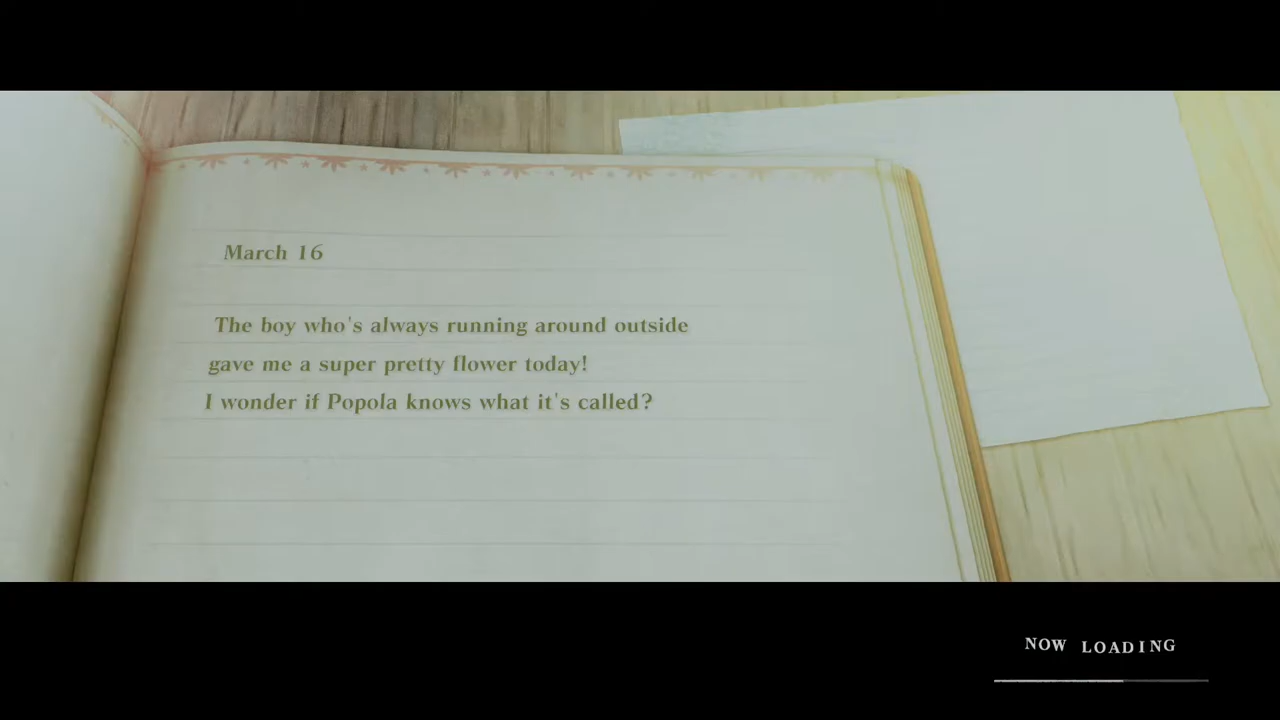 March 16
The boy who's always running around outside
gave me a super pretty flower today!
I wonder if Popola knows what it's called?
NOW LOADING